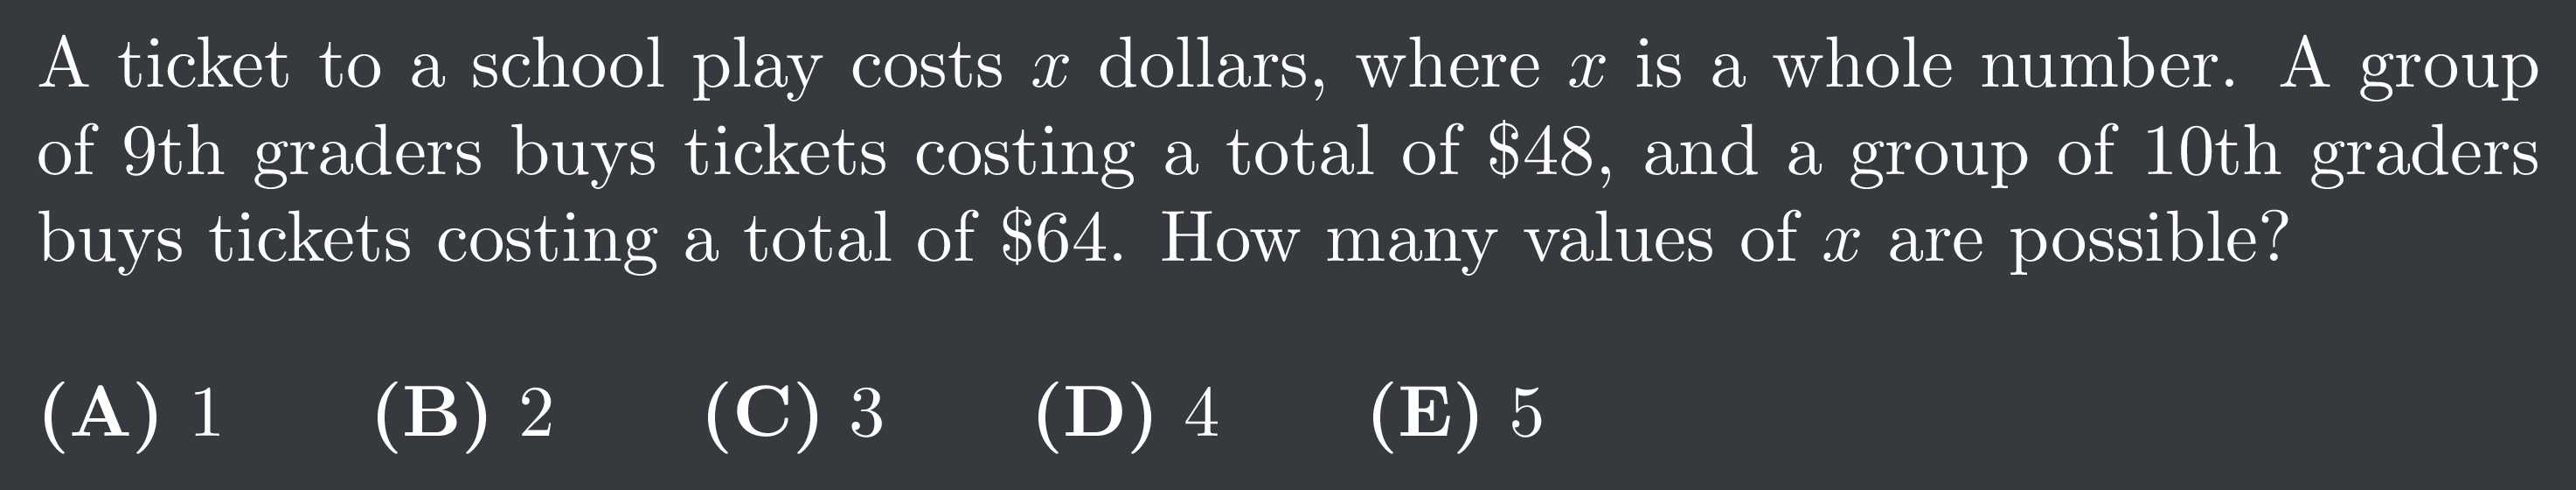 A ticket to a school play costs x dollars, where x is a whole number. A group
of 9th graders buys tickets costing a total of $48, and a group of 10th graders
buys tickets costing a total of $64. How many values of x are possible?
(A) 1 (B) 2 (C) 3 (D) 4 (E) 5